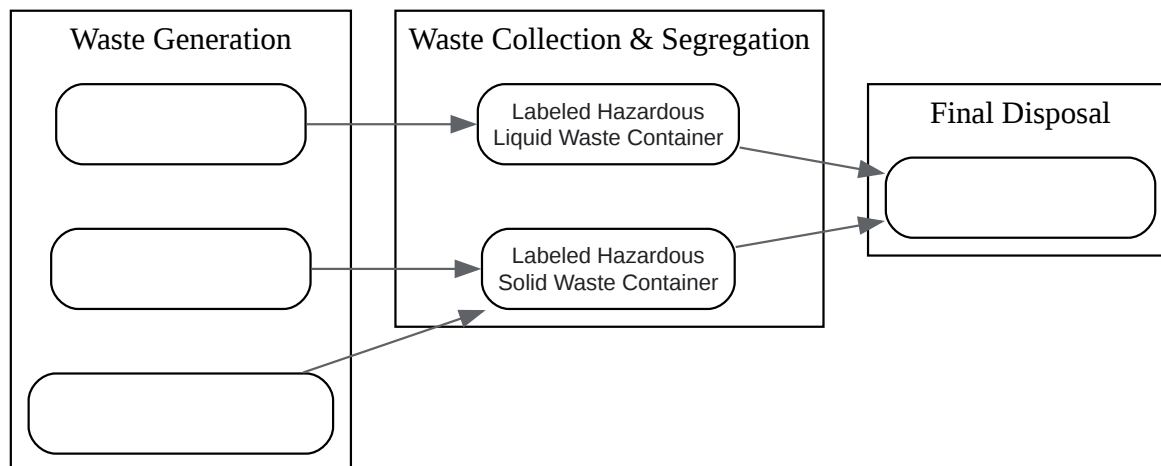 Waste Generation
Waste Collection & Segregation
Labeled Hazardous
Liquid Waste Container
Labeled Hazardous
Solid Waste Container
Final Disposal